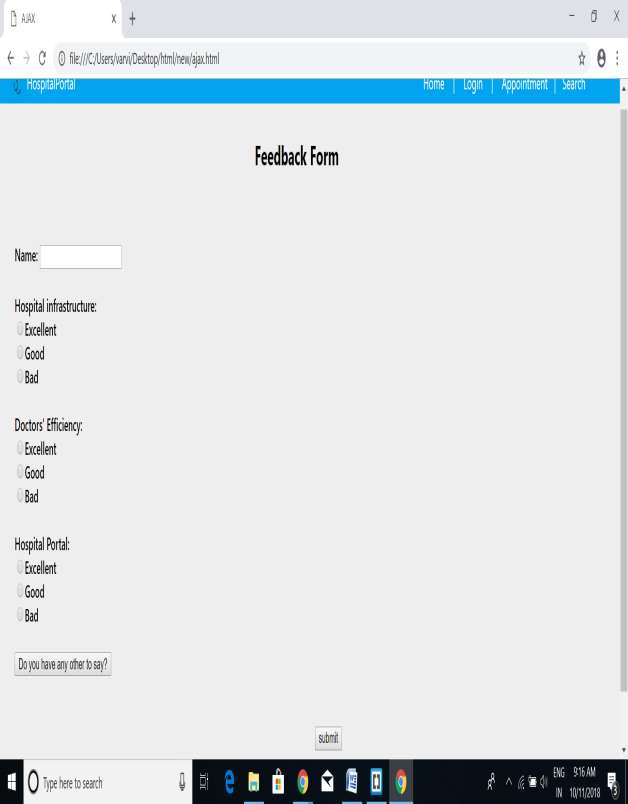 AJAX
file:///C:/Users/varvi/Desktop/html/new/ajax.html
HospitalPortal
Home | Login | Appointment | Search
Feedback Form
Name:
Hospital infrastructure:
Excellent
Good
Bad
Doctors' Efficiency:
Excellent
Good
Bad
Hospital Portal:
Excellent
Good
Bad
Do you have any other to say?
submit
Type here to search
ENG 9:16 AM
IN 10/11/2018
3